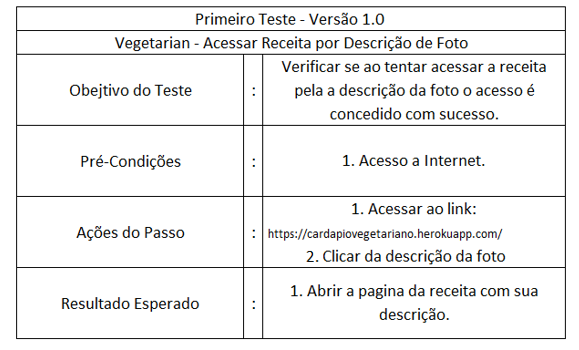 Primeiro Teste - Versão 1.0
Vegetarian - Acessar Receita por Descrição de Foto
Obejtivo do Teste
:
Verificar se ao tentar acessar a receita
pela a descrição da foto o acesso é
concedido com sucesso.
Pré-Condições
:
1. Acesso a Internet.
Ações do Passo
:
1. Acessar ao link:
https://cardapiovegetariano.herokuapp.com/
2. Clicar da descrição da foto
Resultado Esperado
:
1. Abrir a pagina da receita com sua
descrição.